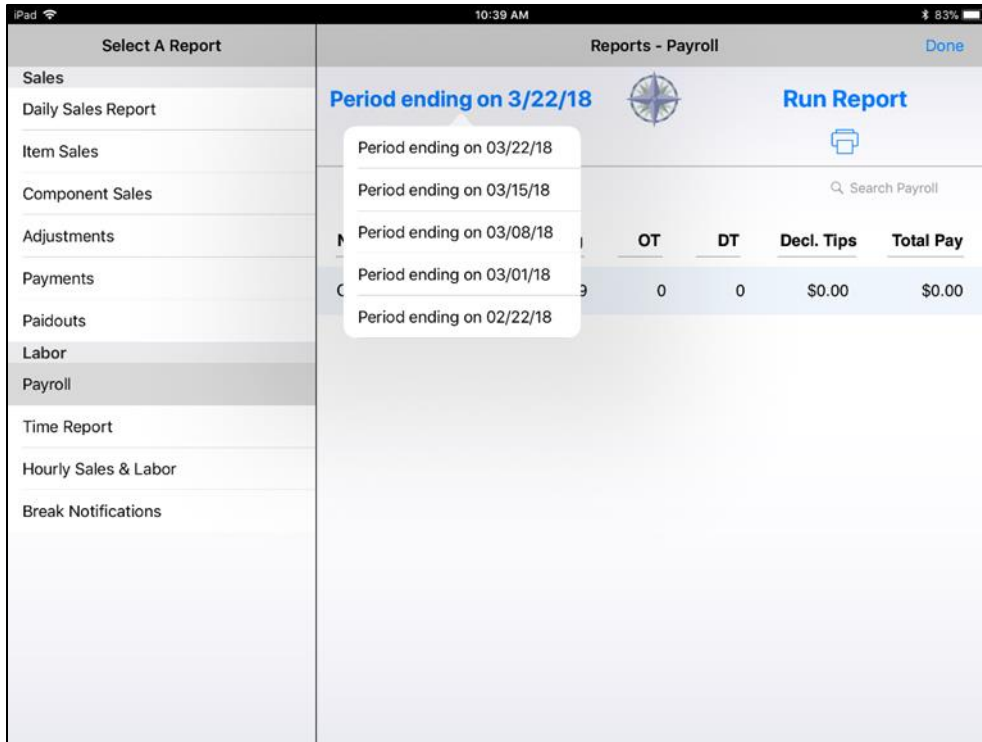 iPad 10:39 AM 83%
Select A Report
Reports - Payroll Done
Sales
Daily Sales Report
Item Sales
Component Sales
Adjustments
Payments
Paidouts
Labor
Payroll
Time Report
Hourly Sales & Labor
Break Notifications
Period ending on 3/22/18
Run Report
Period ending on 03/22/18
Period ending on 03/15/18
Period ending on 03/08/18
Period ending on 03/01/18
Period ending on 02/22/18
Search Payroll
OT DT Decl. Tips Total Pay
0 0 $0.00 $0.00